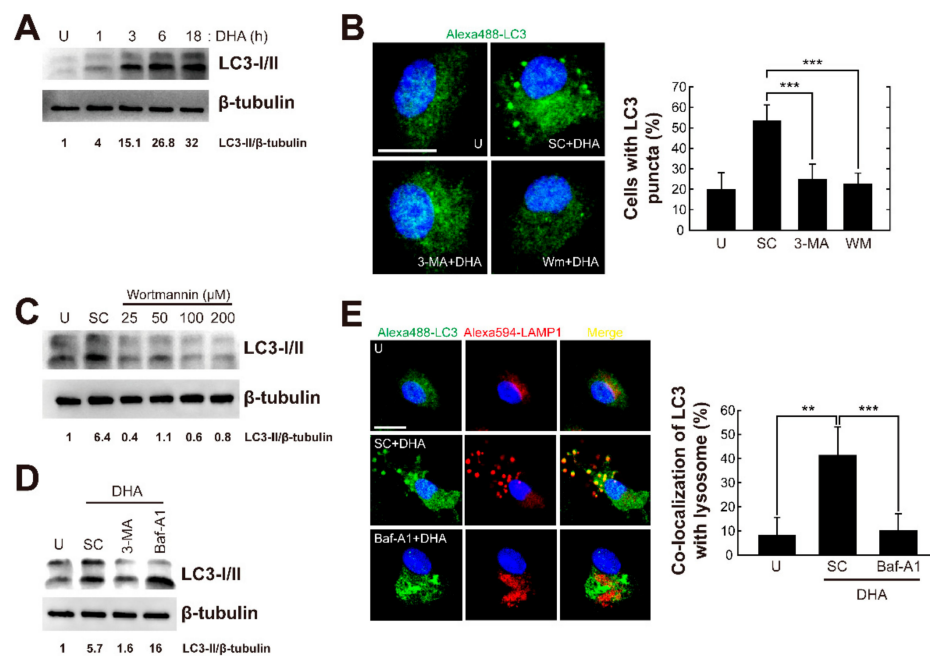 A
U 1 3 6 18 : DHA (h)
LC3-I/II
β-tubulin
1 4 15.1 26.8 32 LC3-II/β-tubulin
B
Alexa488-LC3
U
SC+DHA
3-MA+DHA
Wm+DHA
Cells with LC3
puncta (%)
70
60
50
40
30
20
10
0
***
***
U SC 3-MA WM
C
Wortmannin (μM)
U SC 25 50 100 200
LC3-I/II
β-tubulin
1 6.4 0.4 1.1 0.6 0.8 LC3-II/β-tubulin
D
DHA
U SC 3-MA Baf-A1
LC3-I/II
β-tubulin
1 5.7 1.6 16 LC3-II/β-tubulin
E
Alexa488-LC3 Alexa594-LAMP1 Merge
U
SC+DHA
Baf-A1+DHA
Co-localization of LC3
with lysosome (%)
60
50
40
30
20
10
0
** ***
U SC Baf-A1
DHA